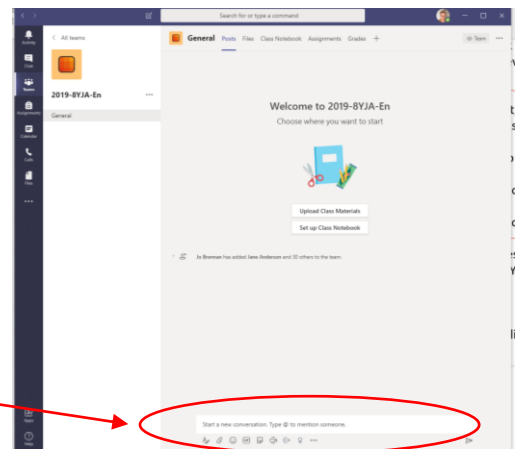 Search for or type a command
Activity
Chat
Teams
Assignments
Calendar
Calls
Files
Apps
Help
All teams
2019-8YJA-En
General
General Posts Files Class Notebook Assignments Grades
Team
Welcome to 2019-8YJA-En
Choose where you want to start
Upload Class Materials
Set up Class Notebook
Jo Brennan has added Jane Anderson and 30 others to the team.
Start a new conversation. Type @ to mention someone.